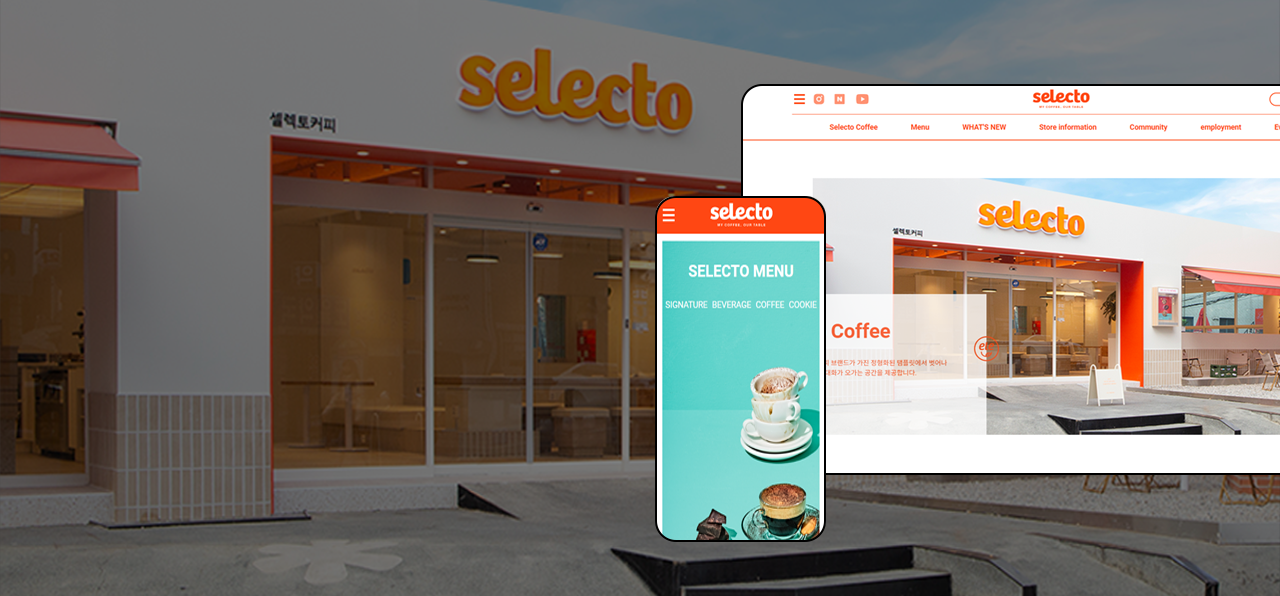 selecto
셀렉토커피
selecto
MY COFFEE, OUR TABLE
Selecto Coffee Menu WHAT'S NEW Store information Community employment
selecto
셀렉토커피
Coffee
브랜드가 가진 정형화된 템플릿에서 벗어나
대화가 오가는 공간을 제공합니다.
selecto
MY COFFEE, OUR TABLE
SELECTO MENU
SIGNATURE BEVERAGE COFFEE COOKIE